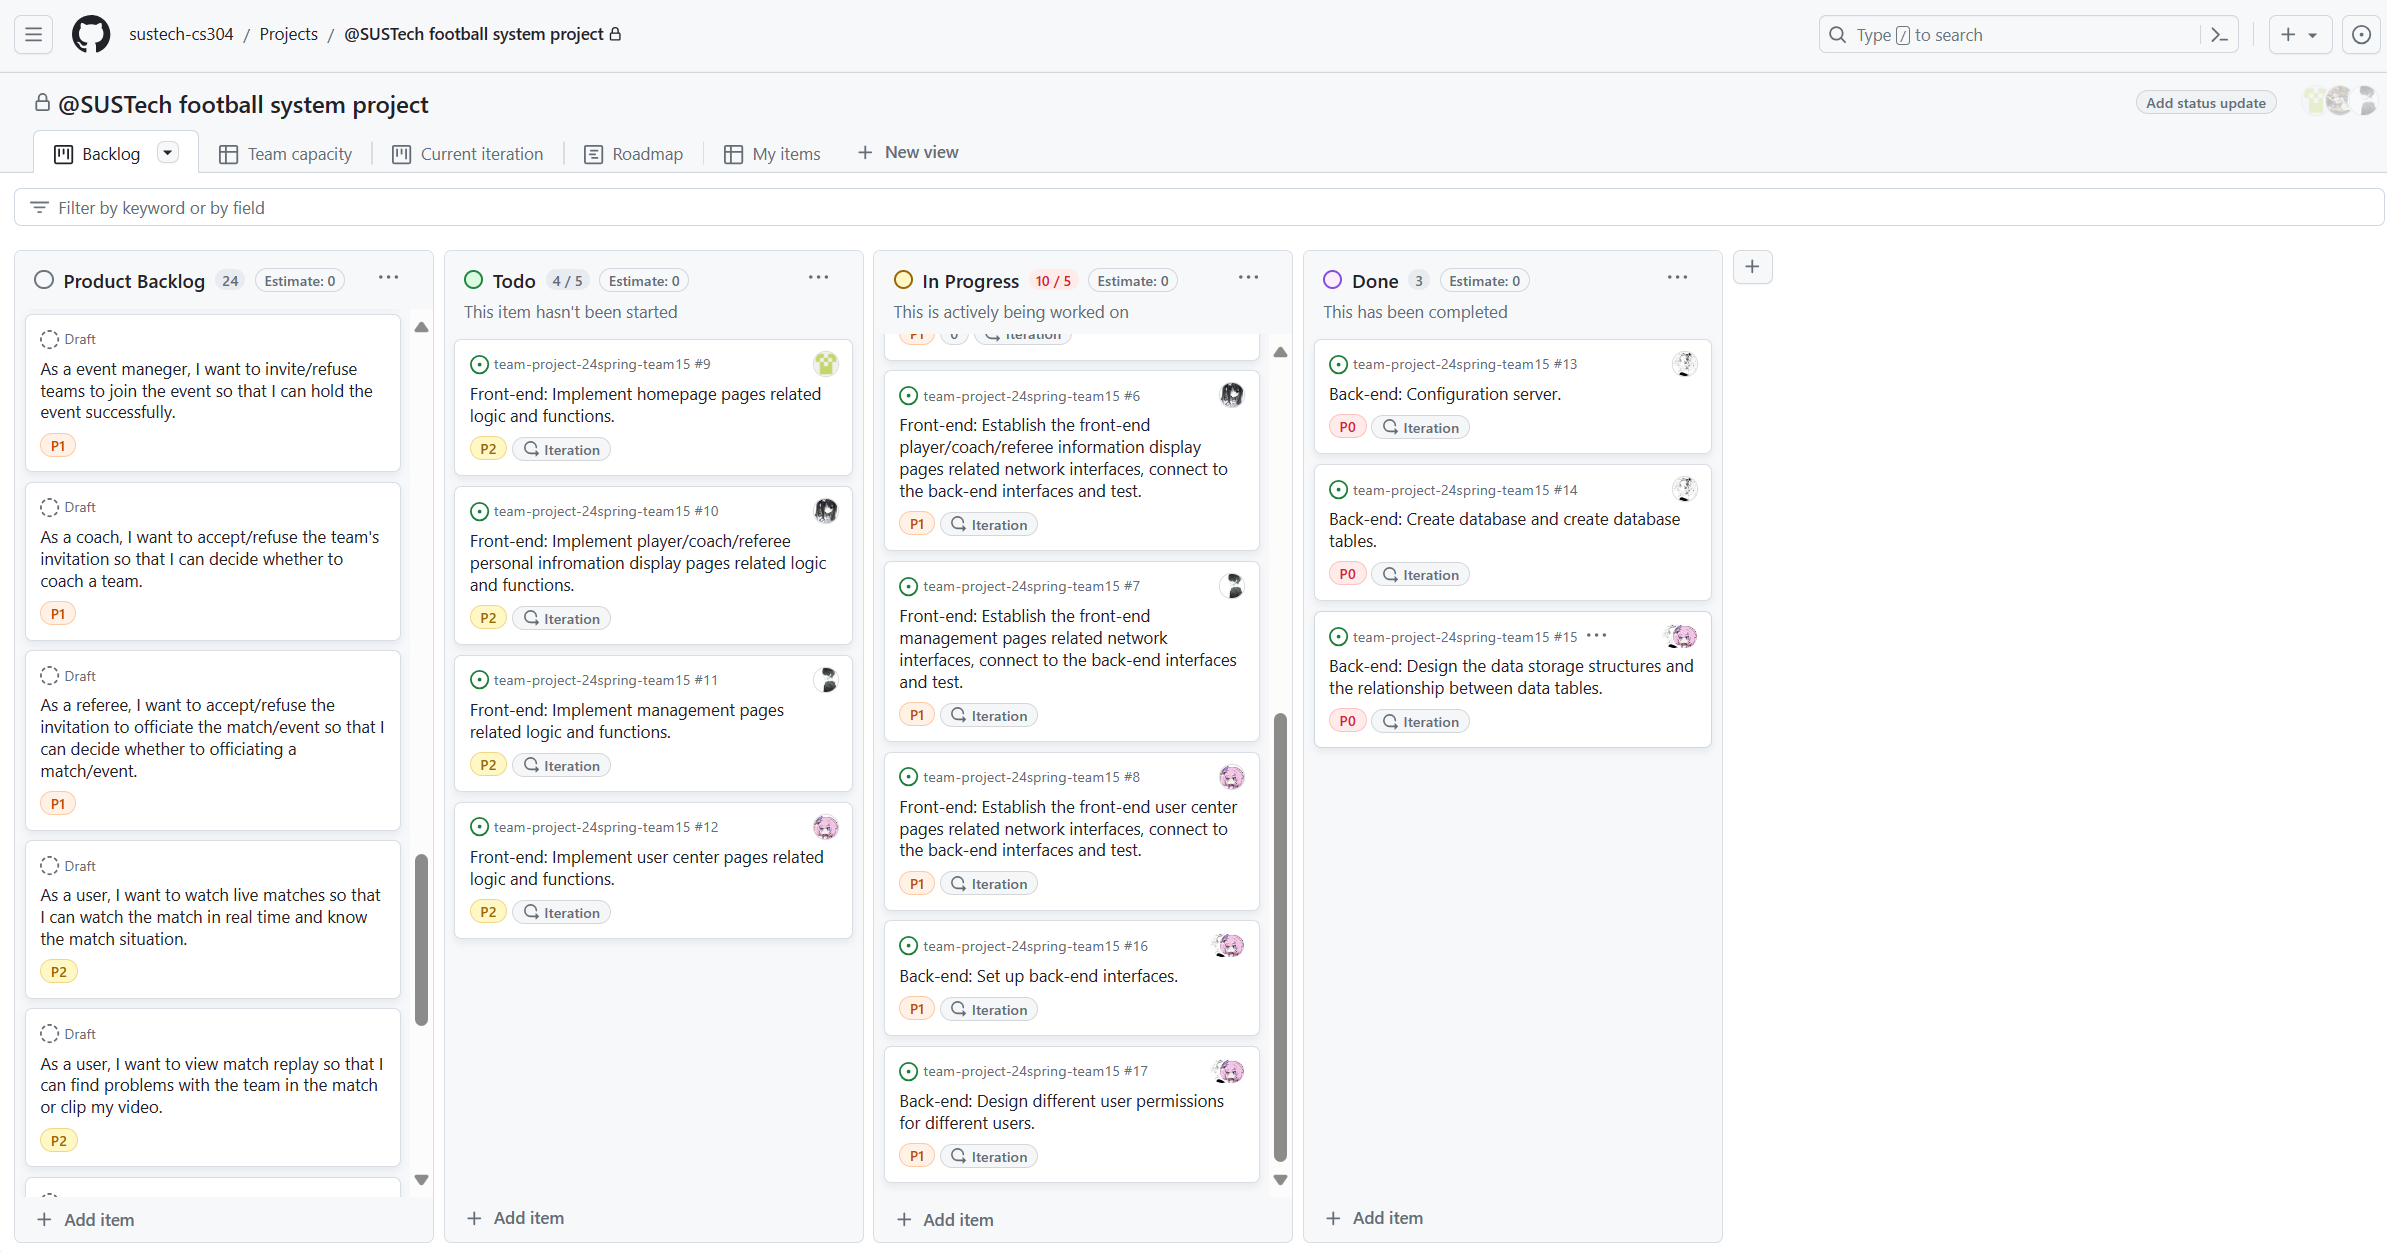 sustech-cs304 / Projects / @SUSTech football system project
Type / to search
@SUSTech football system project
Add status update
Backlog
Team capacity
Current iteration
Roadmap
My items
New view
Filter by keyword or by field
Product Backlog 24 Estimate: 0
Draft
As a event maneger, I want to invite/refuse
teams to join the event so that I can hold the
event successfully.
P1
Draft
As a coach, I want to accept/refuse the team's
invitation so that I can decide whether to
coach a team.
P1
Draft
As a referee, I want to accept/refuse the
invitation to officiate the match/event so that I
can decide whether to officiating a
match/event.
P1
Draft
As a user, I want to watch live matches so that
I can watch the match in real time and know
the match situation.
P2
Draft
As a user, I want to view match replay so that I
can find problems with the team in the match
or clip my video.
P2
Add item
Todo 4 / 5 Estimate: 0
This item hasn't been started
team-project-24spring-team15 #9
Front-end: Implement homepage pages related
logic and functions.
P2 Iteration
team-project-24spring-team15 #10
Front-end: Implement player/coach/referee
personal infromation display pages related logic
and functions.
P2 Iteration
team-project-24spring-team15 #11
Front-end: Implement management pages
related logic and functions.
P2 Iteration
team-project-24spring-team15 #12
Front-end: Implement user center pages related
logic and functions.
P2 Iteration
Add item
In Progress 10 / 5 Estimate: 0
This is actively being worked on
P1 0 Iteration
team-project-24spring-team15 #6
Front-end: Establish the front-end
player/coach/referee information display
pages related network interfaces, connect to
the back-end interfaces and test.
P1 Iteration
team-project-24spring-team15 #7
Front-end: Establish the front-end
management pages related network
interfaces, connect to the back-end interfaces
and test.
P1 Iteration
team-project-24spring-team15 #8
Front-end: Establish the front-end user center
pages related network interfaces, connect to
the back-end interfaces and test.
P1 Iteration
team-project-24spring-team15 #16
Back-end: Set up back-end interfaces.
P1 Iteration
team-project-24spring-team15 #17
Back-end: Design different user permissions
for different users.
P1 Iteration
Add item
Done 3 Estimate: 0
This has been completed
team-project-24spring-team15 #13
Back-end: Configuration server.
P0 Iteration
team-project-24spring-team15 #14
Back-end: Create database and create database
tables.
P0 Iteration
team-project-24spring-team15 #15
Back-end: Design the data storage structures and
the relationship between data tables.
P0 Iteration
Add item